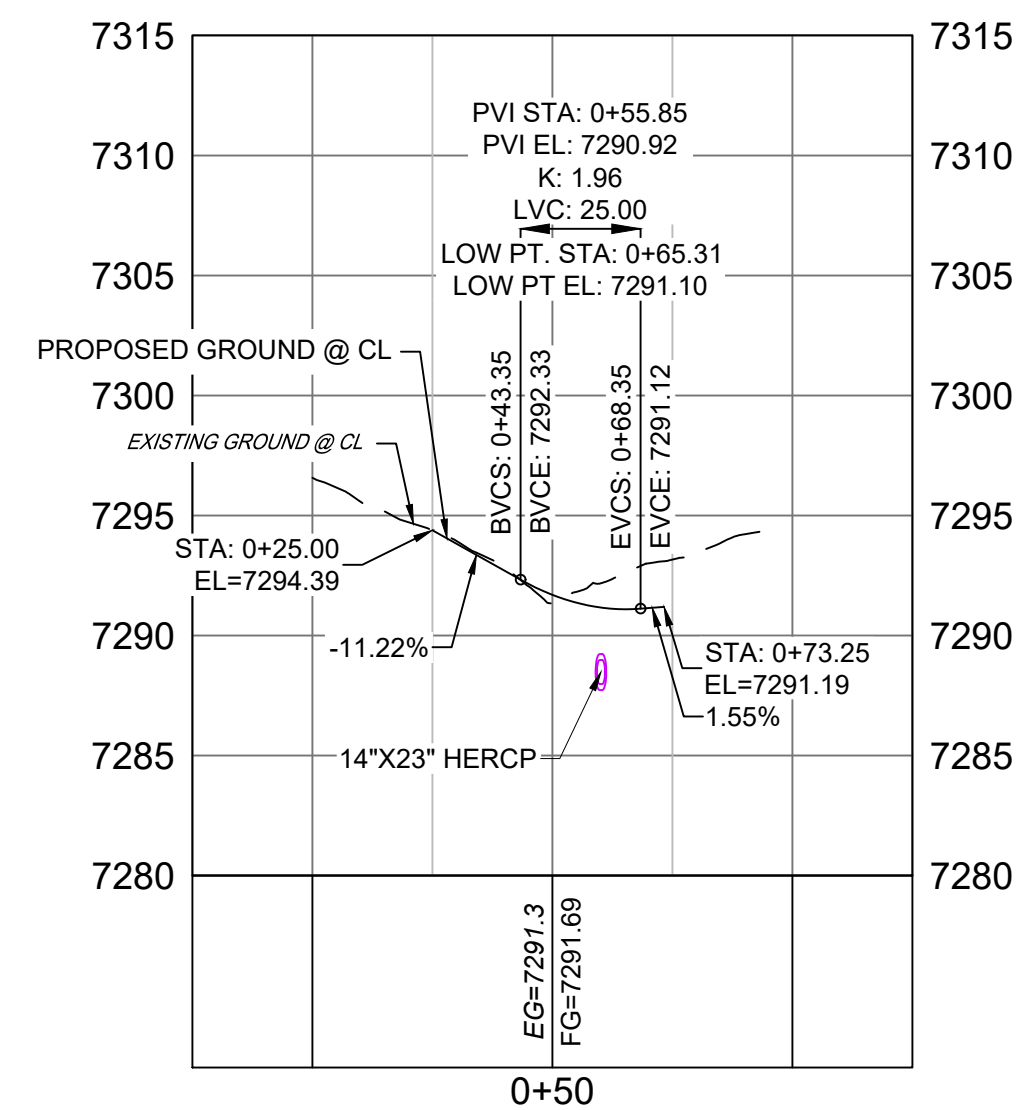 7315
7315
PVI STA: 0+55.85
PVI EL: 7290.92
K: 1.96
LVC: 25.00
7310
7310
LOW PT. STA: 0+65.31
LOW PT EL: 7291.10
7305
7305
PROPOSED GROUND @ CL
BVCS: 0+43.35
BVCE: 7292.33
EVCS: 0+68.35
EVCE: 7291.12
7300
7300
EXISTING GROUND @ CL
7295
7295
STA: 0+25.00
EL=7294.39
-11.22%
7290
7290
STA: 0+73.25
EL=7291.19
1.55%
14"X23" HERCP
7285
7285
7280
7280
EG=7291.3
FG=7291.69
0+50